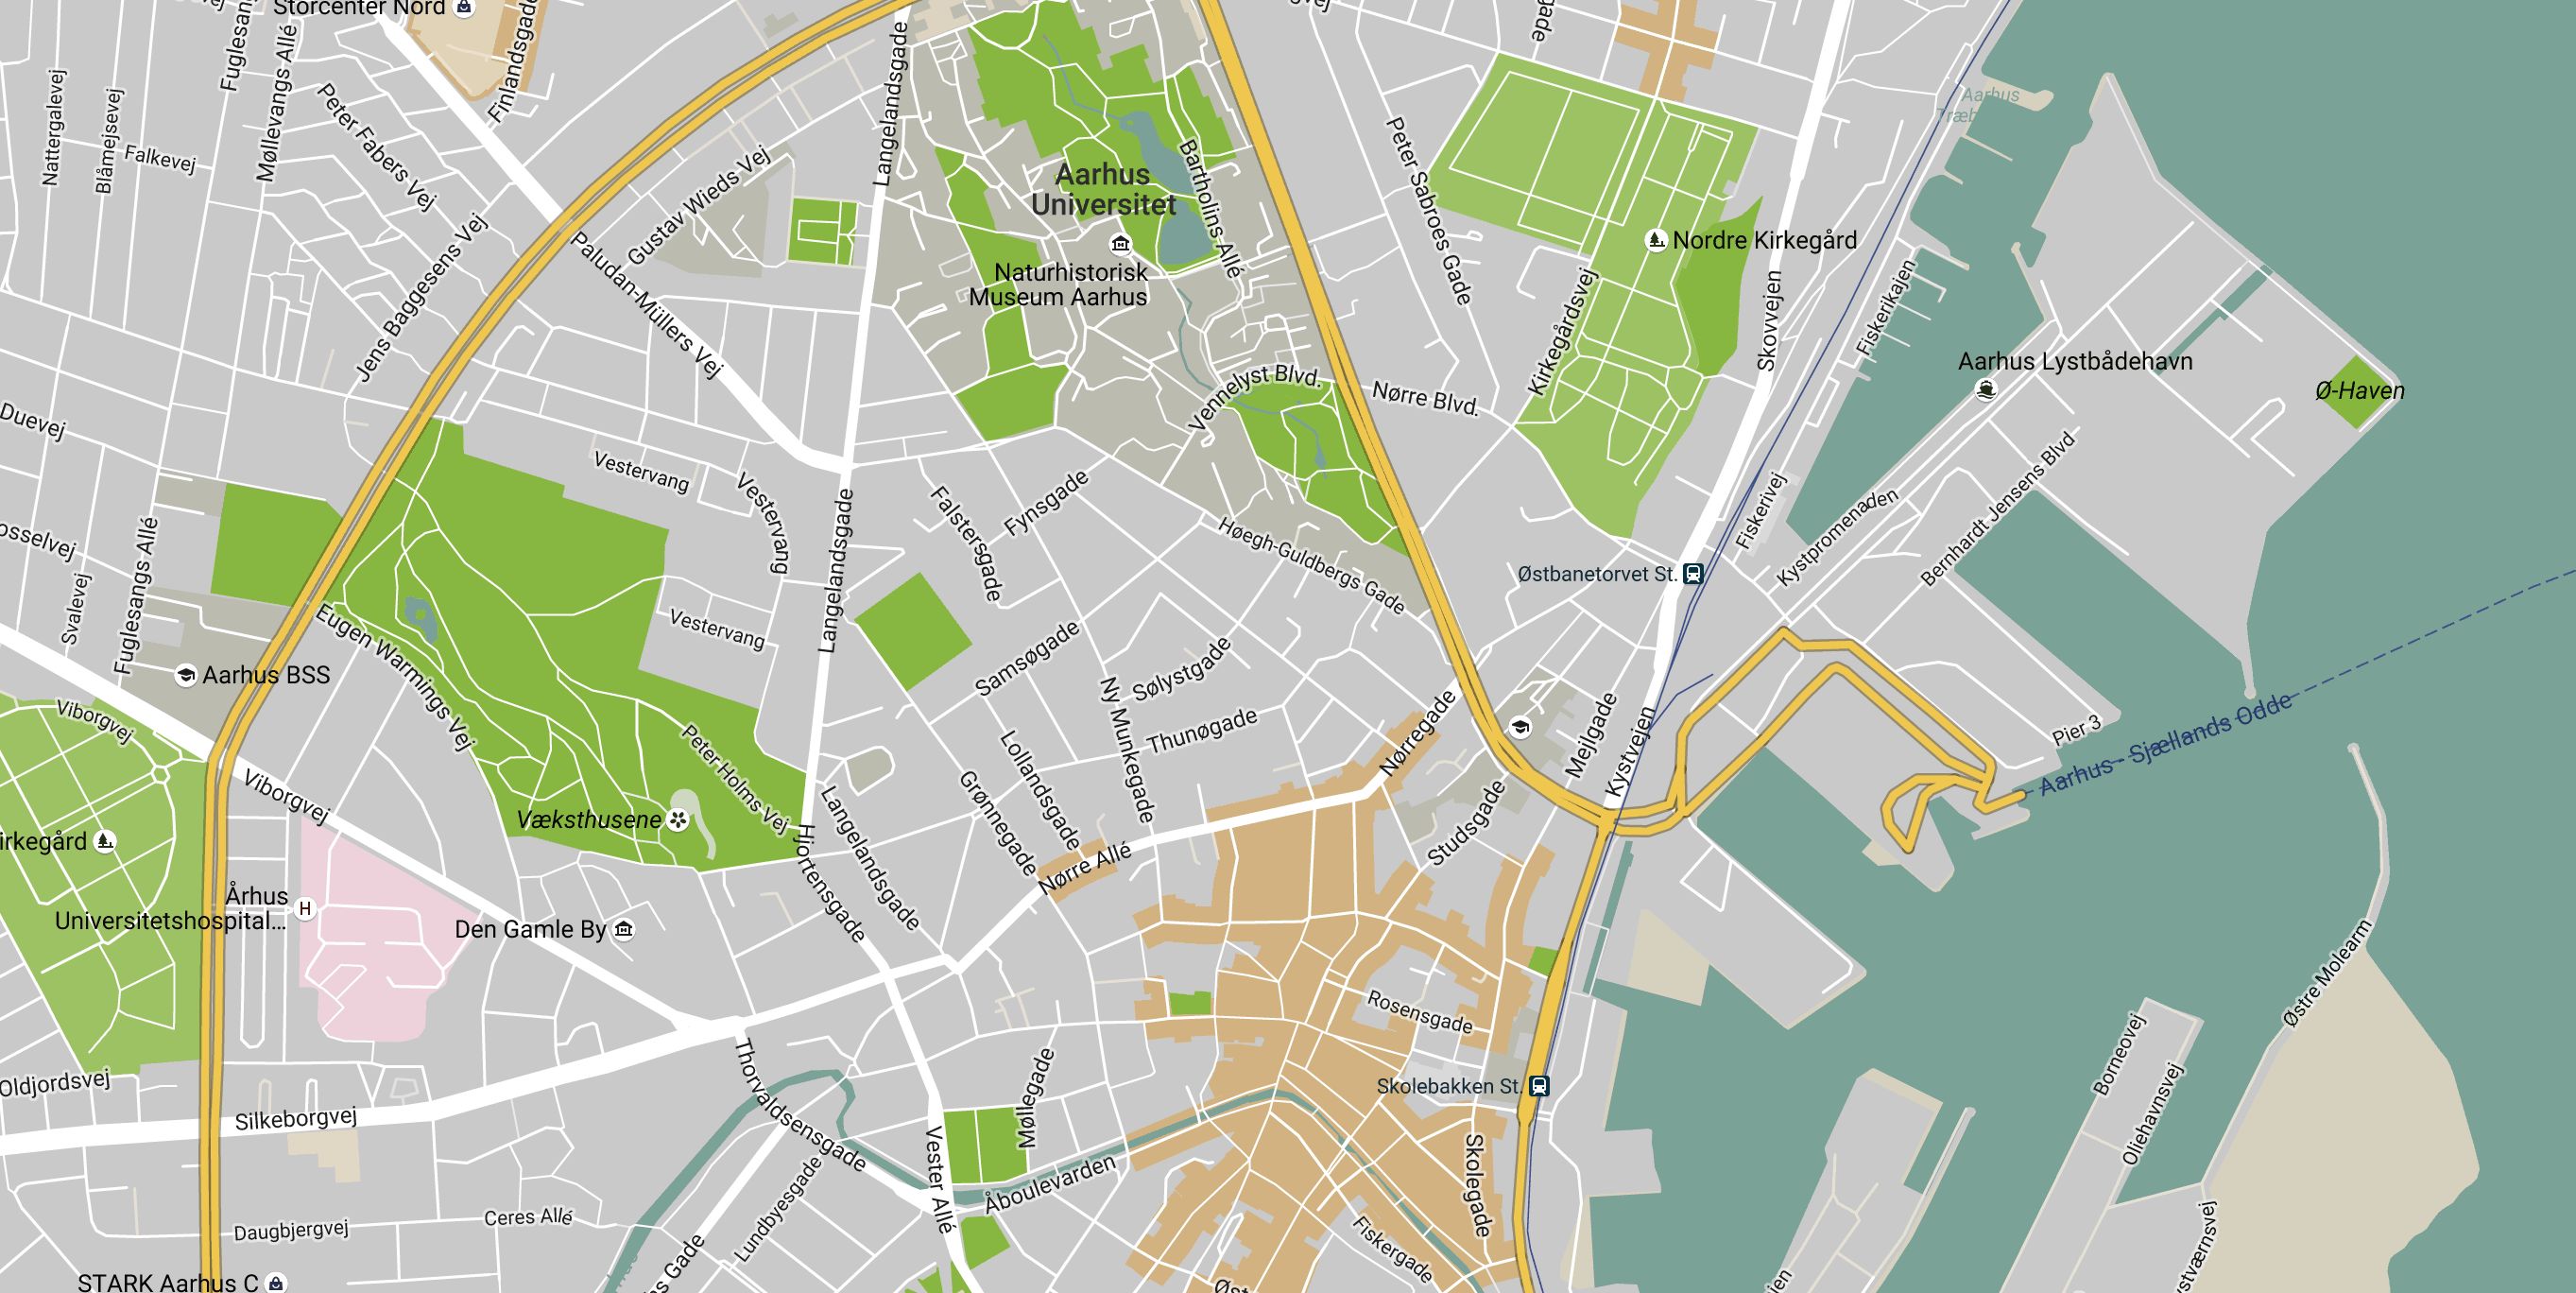 Storcenter Nord
Finlandsgade
Møllevangs Allé
Nattergalevej
Blåmejsevej
Falkevej
Peter Fabers Vej
Langelandsgade
Gustav Wieds Vej
Jens Baggesens Vej
Paludan-Müllers Vej
Aarhus
Universitet
Bartholins Allé
Naturhistorisk
Museum Aarhus
Vennelyst Blvd.
Peter Sabroes Gade
Nørre Blvd.
Kirkegårdsvej
Nordre Kirkegård
Skovvejen
Fiskerikajen
Aarhus
Aarhus Lystbådehavn
Ø-Haven
Duevej
Vestervang
Vestervang
Vestervang
Langelandsgade
Falstersgade
Fynsgade
Høegh-Guldbergs Gade
Østbanetorvet St.
Fiskerivej
Kystpromenaden
Bernhardt Jensens Blvd
Svalevej
Fuglesangs Allé
Aarhus BSS
Eugen Warmings Vej
Viborgvej
Viborgvej
Samsøgade
Sølystgade
Ny Munkegade
Thunøgade
Lollandsgade
Grønnegade
Nørregade
Mejlgade
Kystvejen
Studsgade
Pier 3
Aarhus - Sjællands Odde
Peter Holms Vej
Væksthusene
Hjortensgade
Langelandsgade
Nørre Allé
Århus
Universitetshospital...
Den Gamle By
Rosensgade
Østre Molearm
Borneovej
Oliehavnsvej
Oldjordsvej
Silkeborgvej
Thorvaldsensgade
Møllegade
Skolebakken St.
Vester Allé
Åboulevarden
Skolegade
Fiskergade
Daugbjergvej
Ceres Allé
Lundbyesgade
STARK Aarhus C